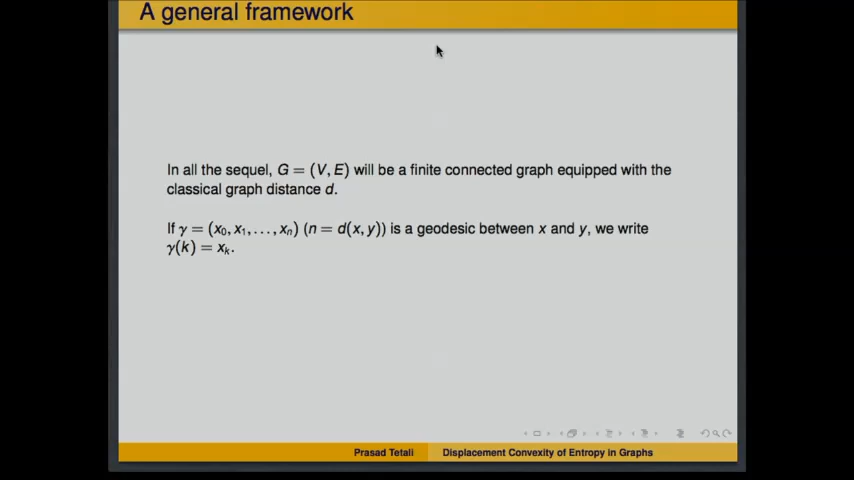 A general framework
In all the sequel, G = (V, E) will be a finite connected graph equipped with the
classical graph distance d.
If γ = (x₀, x₁, . . . , xₙ) (n = d(x, y)) is a geodesic between x and y, we write
γ(k) = xₖ.
Prasad Tetali Displacement Convexity of Entropy in Graphs